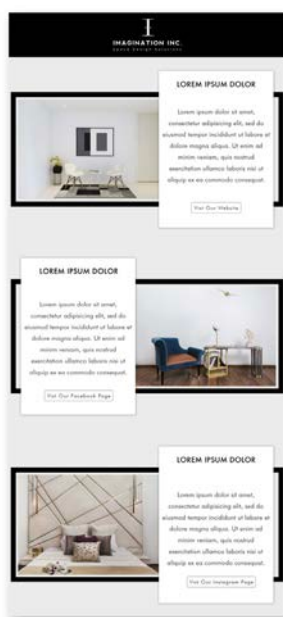 IMAGINATION INC.
Space Design Solutions
LOREM IPSUM DOLOR
Lorem ipsum dolor sit amet,
consectetur adipiscing elit, sed do
eiusmod tempor incididunt ut labore et
dolore magna aliqua. Ut enim ad
minim veniam, quis nostrud
exercitation ullamco laboris nisi ut
aliquip ex ea commodo consequat.
Visit Our Website
LOREM IPSUM DOLOR
Lorem ipsum dolor sit amet,
consectetur adipiscing elit, sed do
eiusmod tempor incididunt ut labore et
dolore magna aliqua. Ut enim ad
minim veniam, quis nostrud
exercitation ullamco laboris nisi ut
aliquip ex ea commodo consequat.
Visit Our Facebook Page
LOREM IPSUM DOLOR
Lorem ipsum dolor sit amet,
consectetur adipiscing elit, sed do
eiusmod tempor incididunt ut labore et
dolore magna aliqua. Ut enim ad
minim veniam, quis nostrud
exercitation ullamco laboris nisi ut
aliquip ex ea commodo consequat.
Visit Our Instagram Page